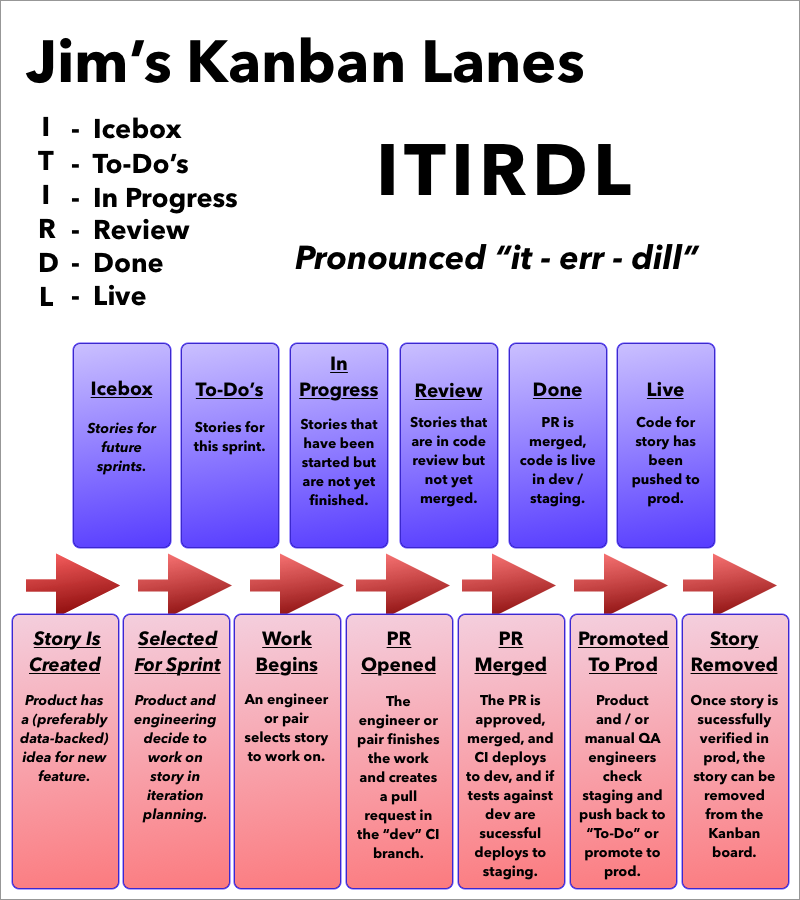 Jim’s Kanban Lanes
I - Icebox
T - To-Do’s
I - In Progress
R - Review
D - Done
L - Live
ITIRDL
Pronounced “it - err - dill”
Icebox
Stories for
future
sprints.
To-Do’s
Stories for
this sprint.
In
Progress
Stories that
have been
started but
are not yet
finished.
Review
Stories that
are in code
review but
not yet
merged.
Done
PR is
merged,
code is live
in dev /
staging.
Live
Code for
story has
been
pushed to
prod.
Story Is
Created
Product has
a (preferably
data-backed)
idea for new
feature.
Selected
For Sprint
Product and
engineering
decide to
work on
story in
iteration
planning.
Work
Begins
An engineer
or pair
selects story
to work on.
PR
Opened
The
engineer or
pair finishes
the work
and creates
a pull
request in
the “dev” CI
branch.
PR
Merged
The PR is
approved,
merged, and
CI deploys
to dev, and if
tests against
dev are
sucessful
deploys to
staging.
Promoted
To Prod
Product
and / or
manual QA
engineers
check
staging and
push back to
“To-Do” or
promote to
prod.
Story
Removed
Once story is
sucessfully
verified in
prod, the
story can be
removed
from the
Kanban
board.